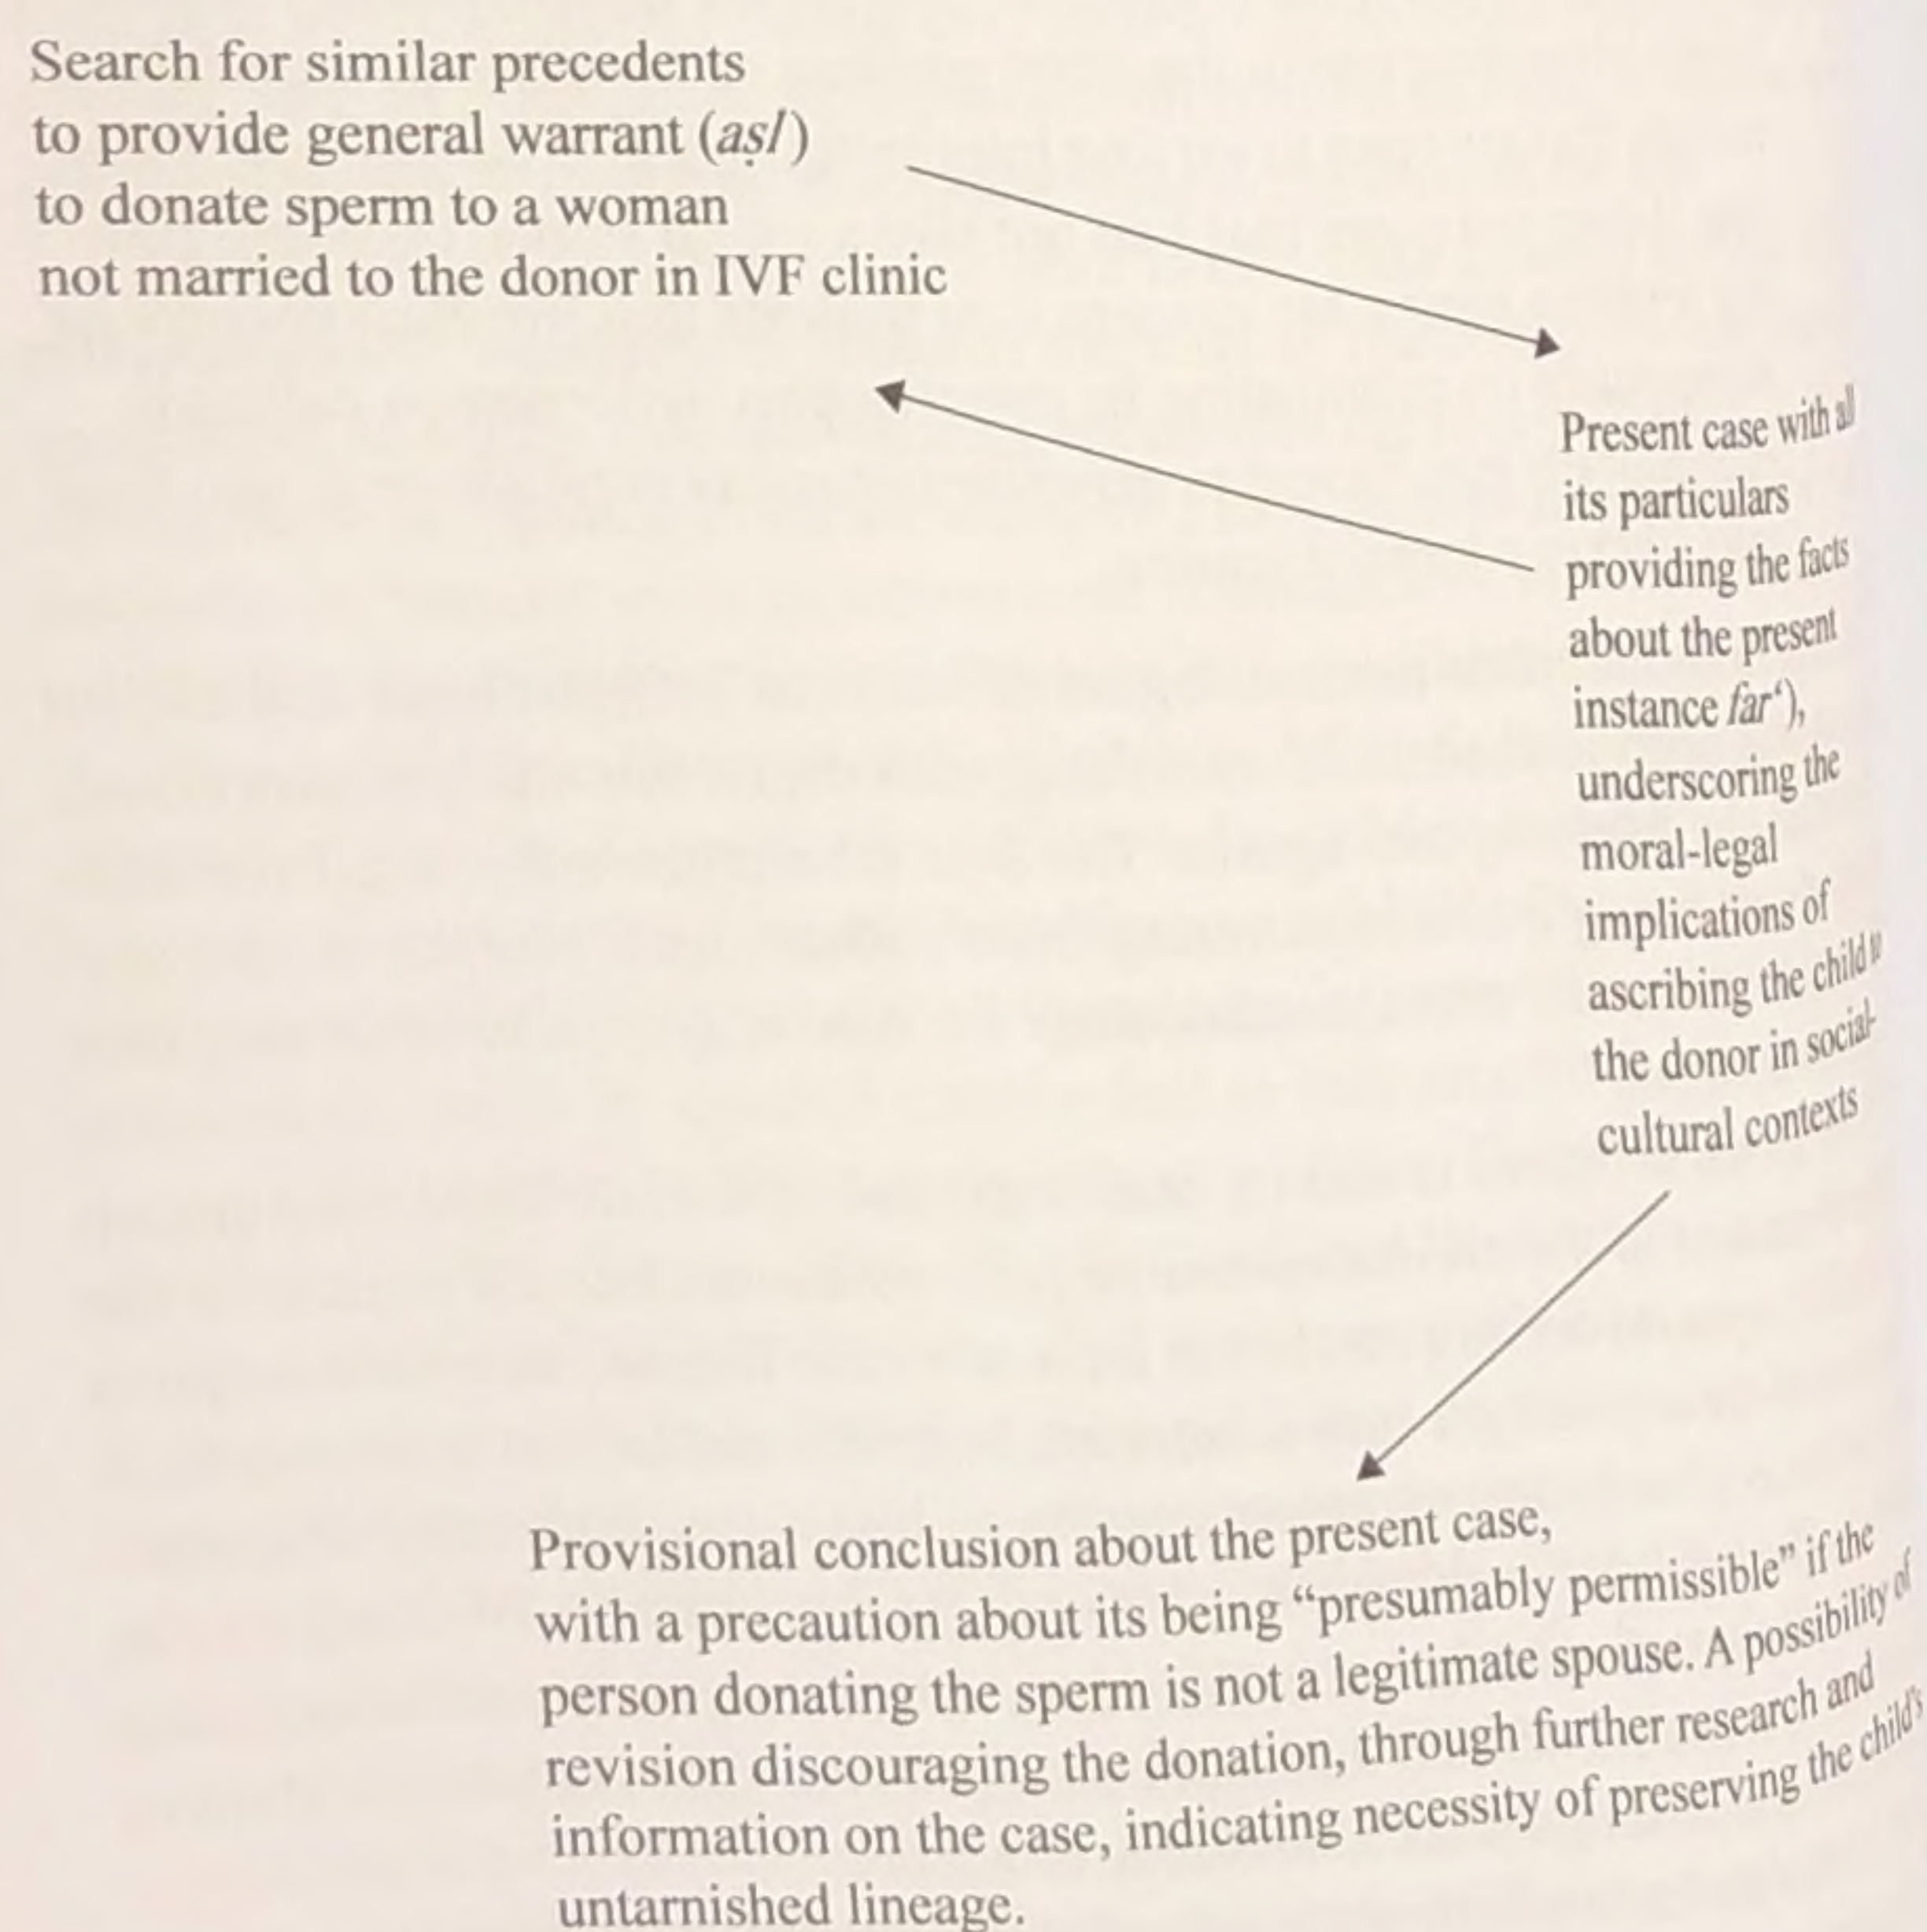 Search for similar precedents
to provide general warrant (aṣl)
to donate sperm to a woman
not married to the donor in IVF clinic
Present case with all
its particulars
providing the facts
about the present
instance far‘),
underscoring the
moral-legal
implications of
ascribing the child to
the donor in social-
cultural contexts
Provisional conclusion about the present case,
with a precaution about its being “presumably permissible” if the
person donating the sperm is not a legitimate spouse. A possibility of
revision discouraging the donation, through further research and
information on the case, indicating necessity of preserving the child’s
untarnished lineage.